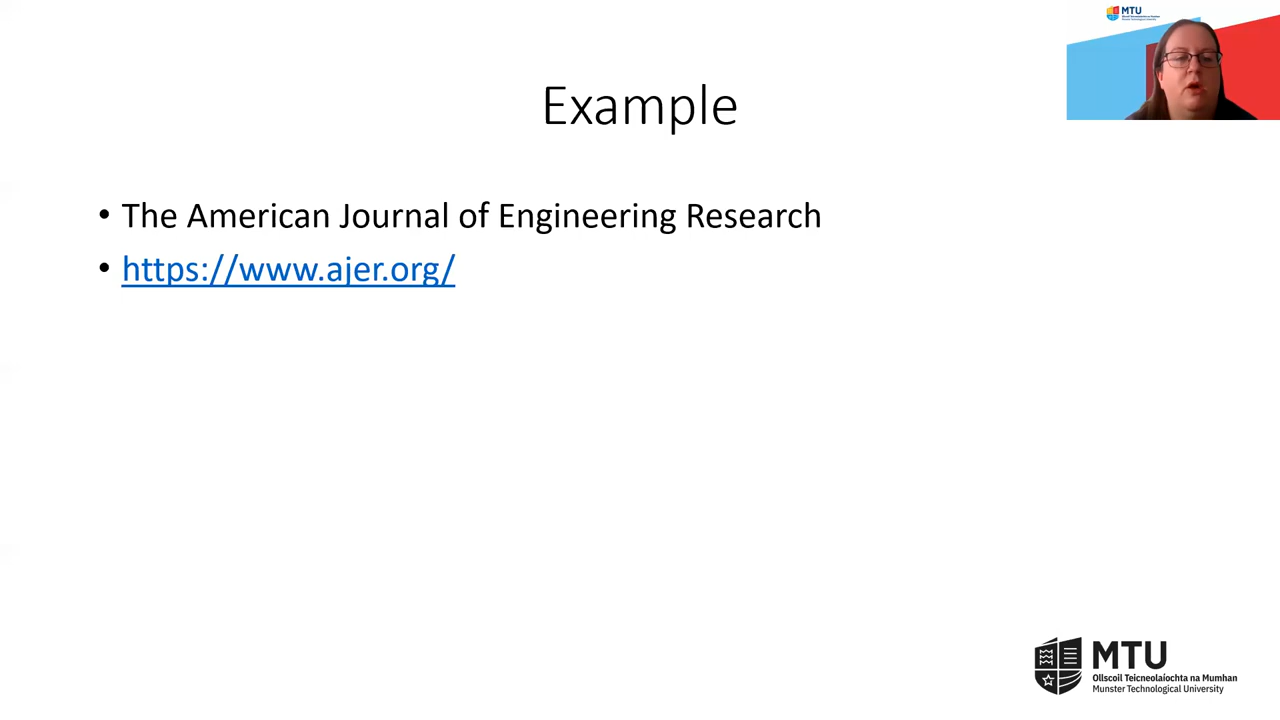 MTU
Example
• The American Journal of Engineering Research
• https://www.ajer.org/
MTU
Ollscoil Teicneolaíochta na Mumhan
Munster Technological University